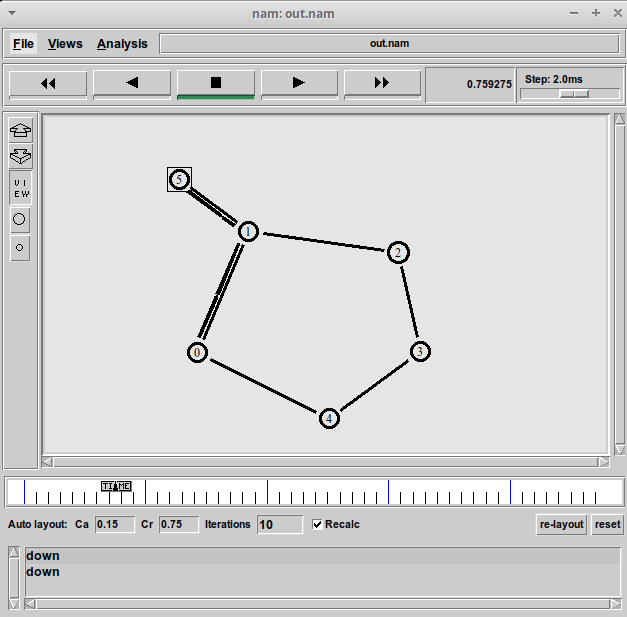 nam: out.nam
File Views Analysis out.nam
0.759275 Step: 2.0ms
VIEW
5
1
2
0
3
4
TIME
Auto layout: Ca 0.15 Cr 0.75 Iterations 10 Recalc re-layout reset
down
down